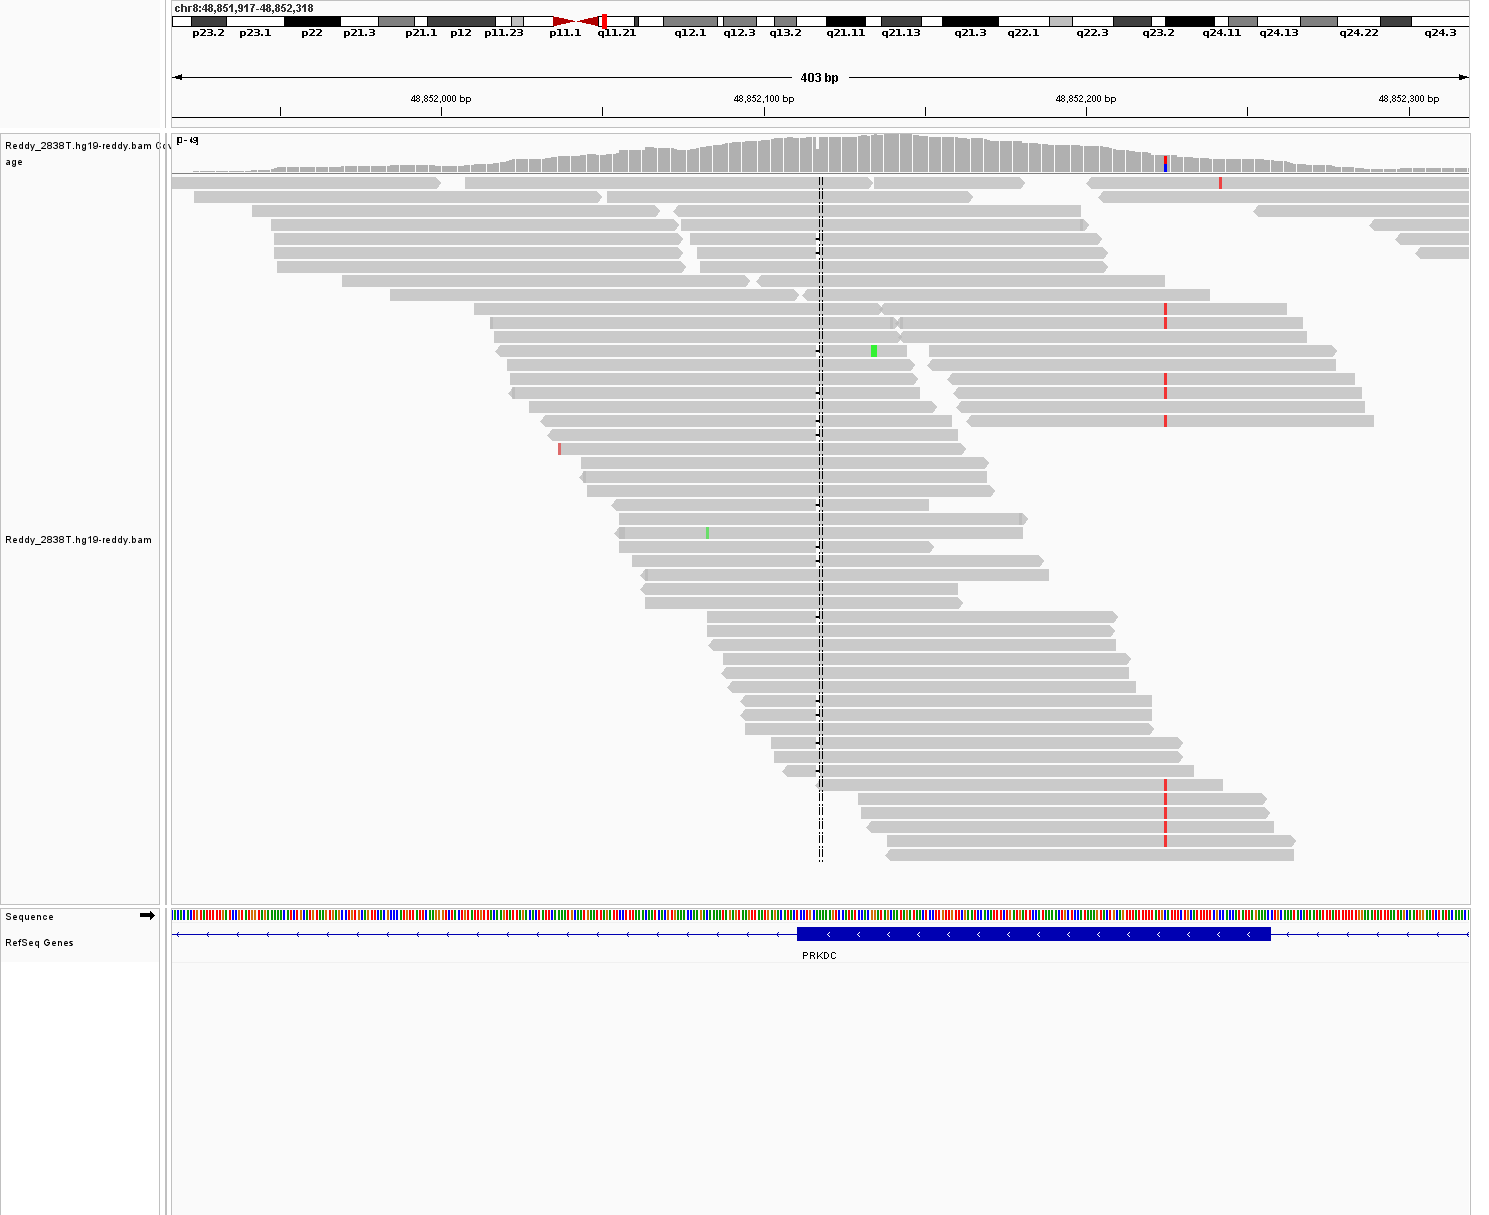 chr8:48,851,917-48,852,318
p23.2 p23.1 p22 p21.3 p21.1 p12 p11.23 p11.1 q11.21 q12.1 q12.3 q13.2 q21.11 q21.13 q21.3 q22.1 q22.3 q23.2 q24.11 q24.13 q24.22 q24.3
403 bp
48,852,000 bp 48,852,100 bp 48,852,200 bp 48,852,300 bp
[0 - 49]
Reddy_2838T.hg19-reddy.bam Cov
age
Reddy_2838T.hg19-reddy.bam
Sequence
RefSeq Genes
PRKDC